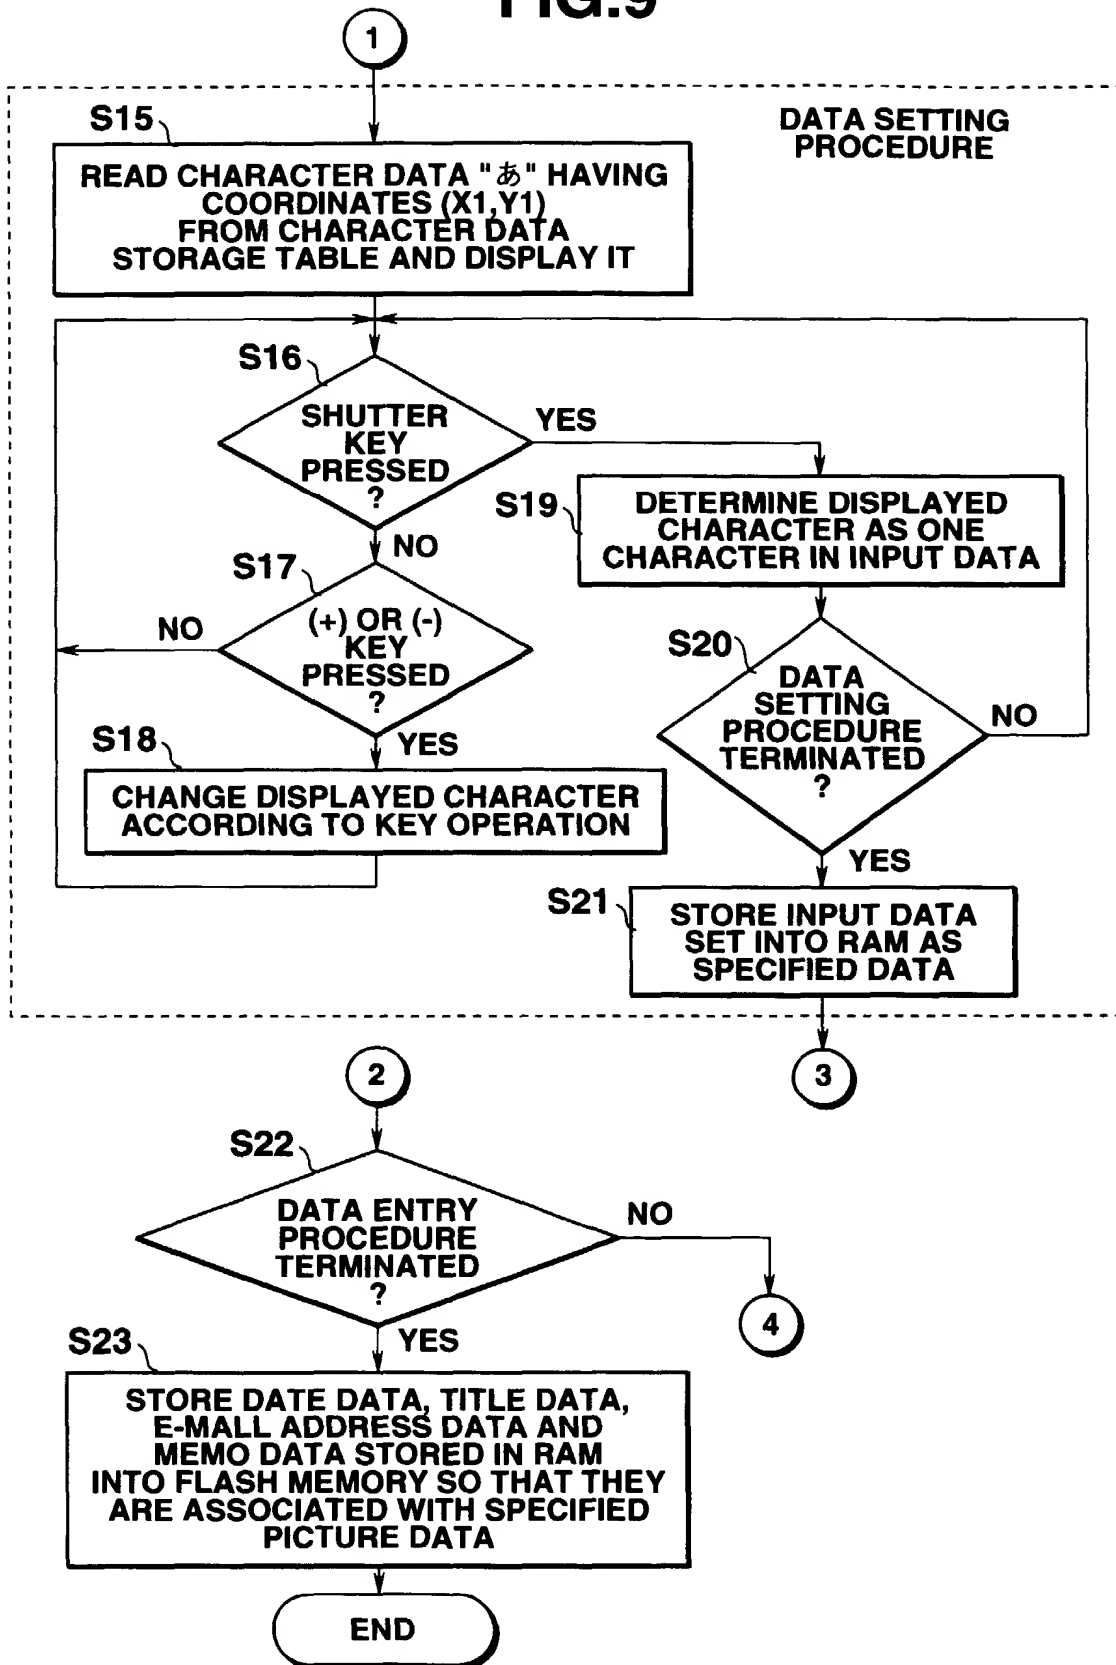 FIG.9
1
DATA SETTING
PROCEDURE
S15
READ CHARACTER DATA "あ" HAVING
COORDINATES (X1,Y1)
FROM CHARACTER DATA
STORAGE TABLE AND DISPLAY IT
S16
SHUTTER
KEY
PRESSED
?
YES
NO
S19
DETERMINE DISPLAYED
CHARACTER AS ONE
CHARACTER IN INPUT DATA
S17
(+) OR (-)
KEY
PRESSED
?
NO
YES
S20
DATA
SETTING
PROCEDURE
TERMINATED
?
NO
YES
S18
CHANGE DISPLAYED CHARACTER
ACCORDING TO KEY OPERATION
S21
STORE INPUT DATA
SET INTO RAM AS
SPECIFIED DATA
3
2
S22
DATA ENTRY
PROCEDURE
TERMINATED
?
NO
4
YES
S23
STORE DATE DATA, TITLE DATA,
E-MALL ADDRESS DATA AND
MEMO DATA STORED IN RAM
INTO FLASH MEMORY SO THAT THEY
ARE ASSOCIATED WITH SPECIFIED
PICTURE DATA
END